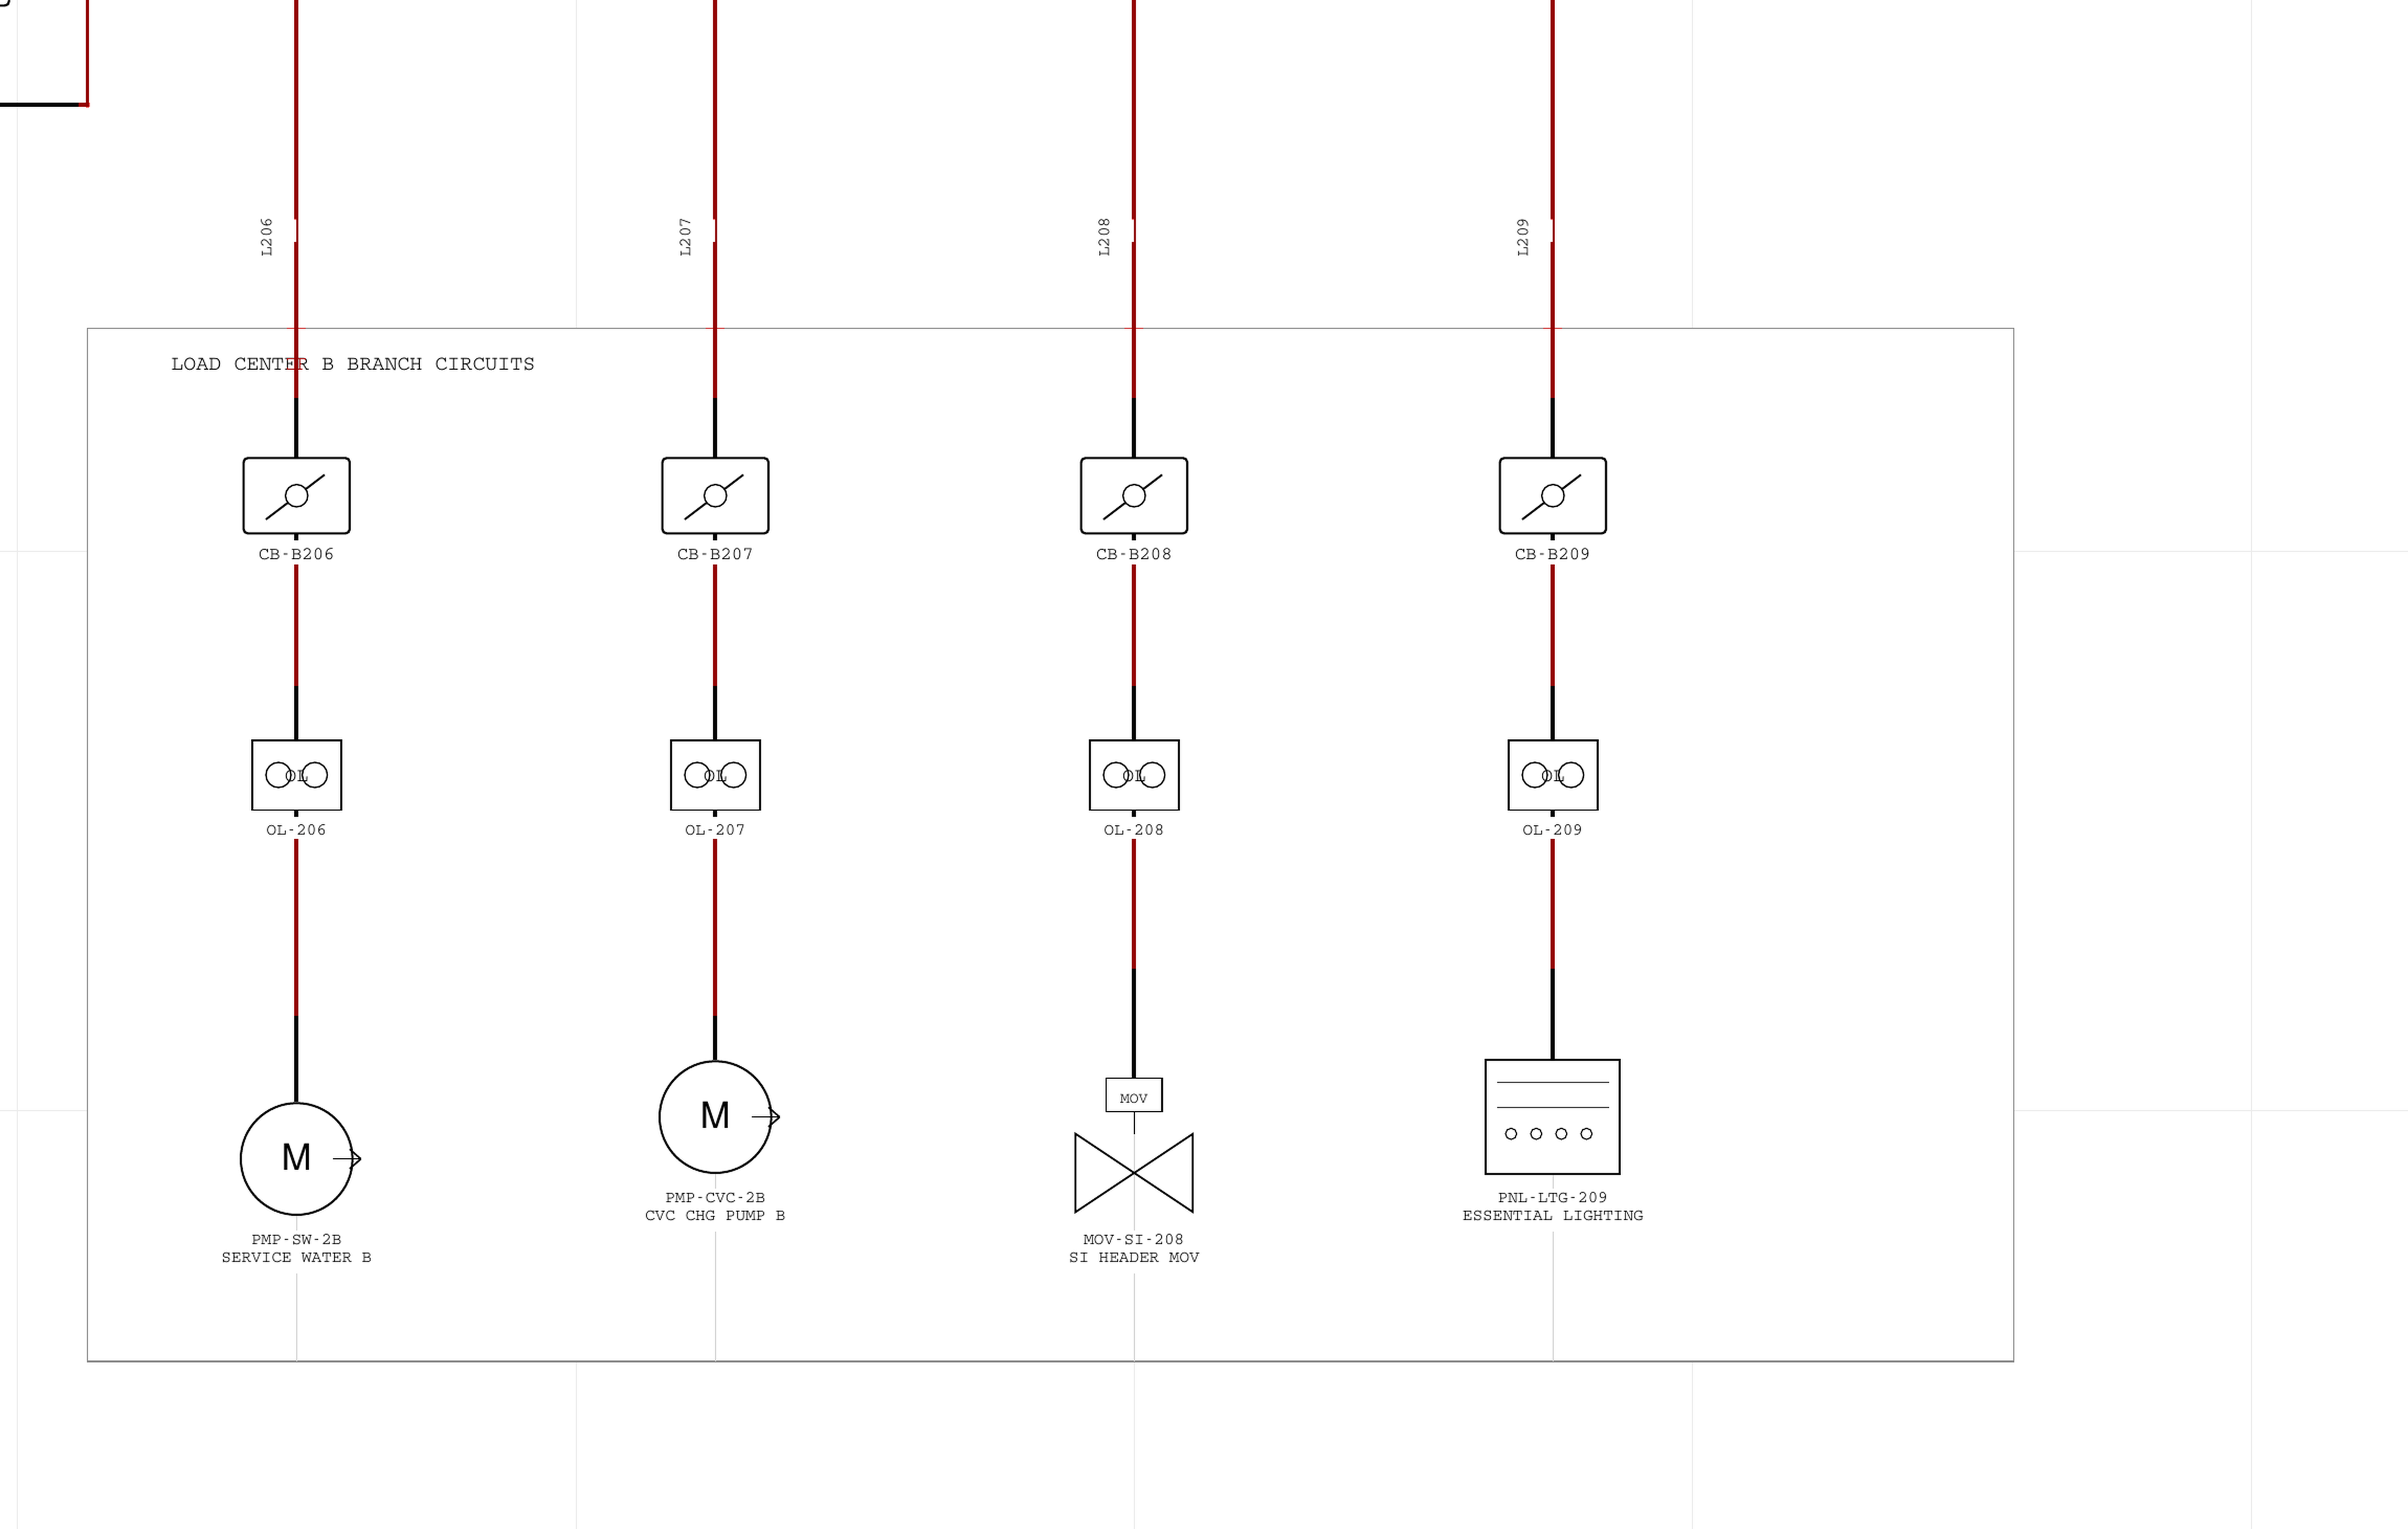 L206
L207
L208
L209
LOAD CENTER B BRANCH CIRCUITS
CB-B206
CB-B207
CB-B208
CB-B209
OL
OL
OL
OL
OL-206
OL-207
OL-208
OL-209
MOV
M
M
PMP-SW-2B
SERVICE WATER B
PMP-CVC-2B
CVC CHG PUMP B
MOV-SI-208
SI HEADER MOV
PNL-LTG-209
ESSENTIAL LIGHTING